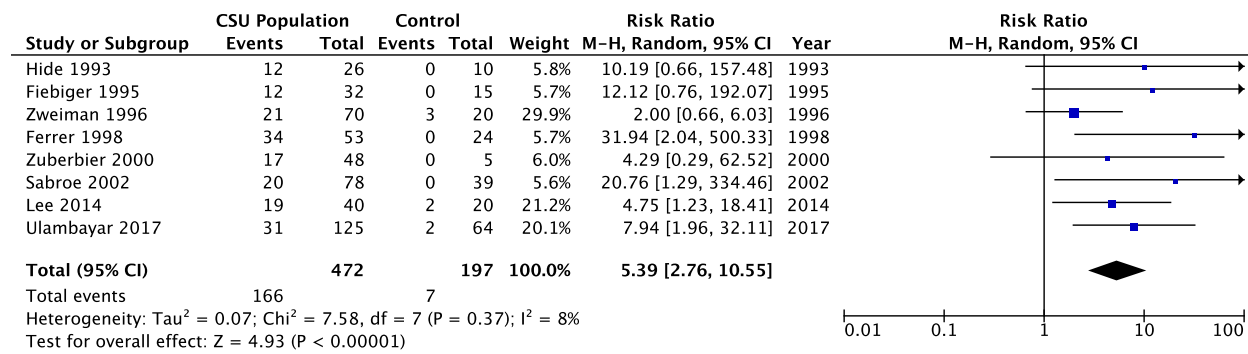 CSU Population Control Risk Ratio Risk Ratio
Study or Subgroup Events Total Events Total Weight M-H, Random, 95% CI Year M-H, Random, 95% CI
Hide 1993 12 26 0 10 5.8% 10.19 [0.66, 157.48] 1993
Fiebiger 1995 12 32 0 15 5.7% 12.12 [0.76, 192.07] 1995
Zweiman 1996 21 70 3 20 29.9% 2.00 [0.66, 6.03] 1996
Ferrer 1998 34 53 0 24 5.7% 31.94 [2.04, 500.33] 1998
Zuberbier 2000 17 48 0 5 6.0% 4.29 [0.29, 62.52] 2000
Sabroe 2002 20 78 0 39 5.6% 20.76 [1.29, 334.46] 2002
Lee 2014 19 40 2 20 21.2% 4.75 [1.23, 18.41] 2014
Ulambayar 2017 31 125 2 64 20.1% 7.94 [1.96, 32.11] 2017
Total (95% CI) 472 197 100.0% 5.39 [2.76, 10.55]
Total events 166 7
Heterogeneity: Tau² = 0.07; Chi² = 7.58, df = 7 (P = 0.37); I² = 8%
Test for overall effect: Z = 4.93 (P < 0.00001)
0.01 0.1 1 10 100